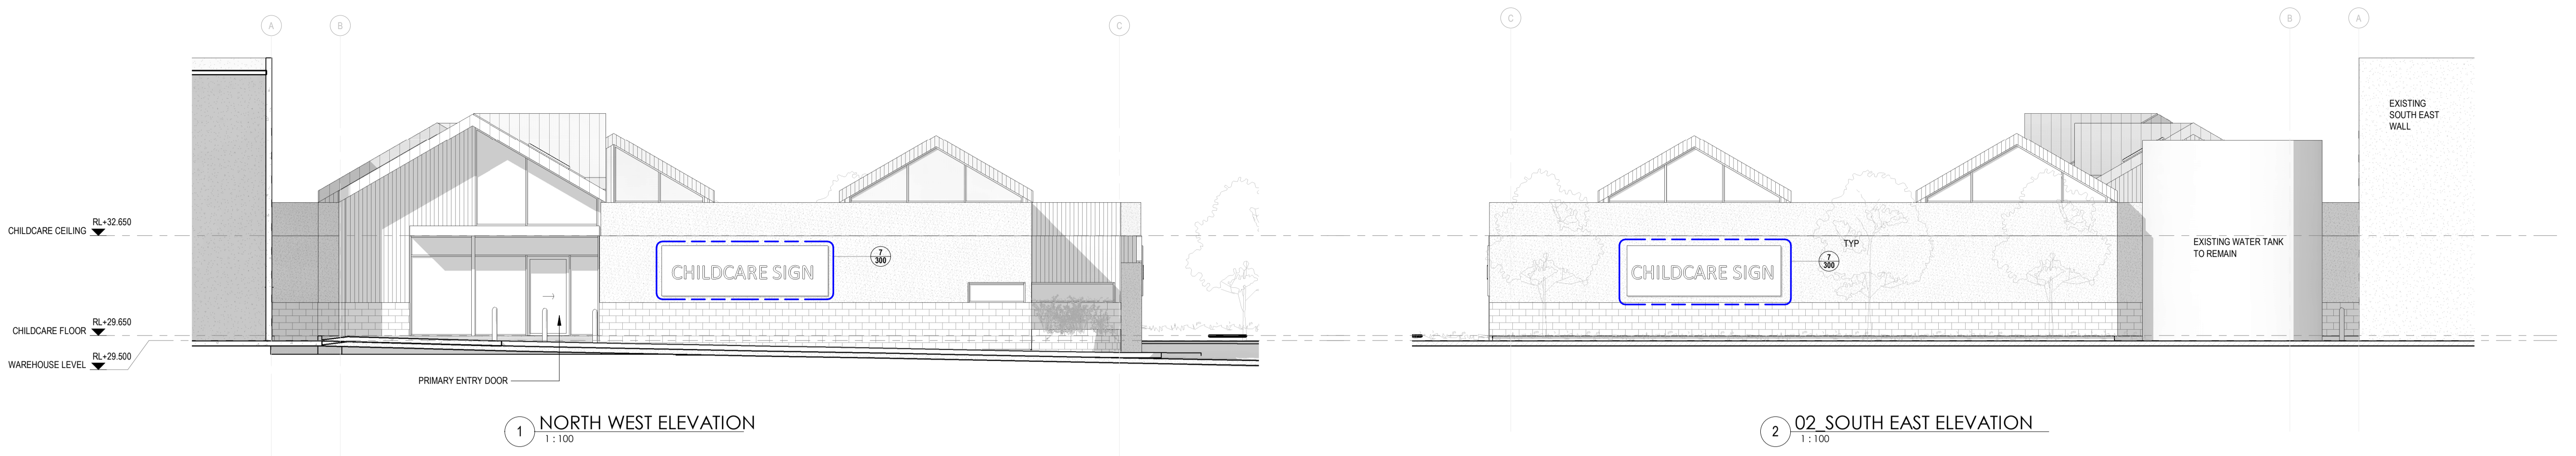 A
B
C
C
B
A
EXISTING
SOUTH EAST
WALL
RL+32.650
CHILDCARE CEILING
CHILDCARE SIGN
7
300
TYP
CHILDCARE SIGN
7
300
EXISTING WATER TANK
TO REMAIN
RL+29.650
CHILDCARE FLOOR
RL+29.500
WAREHOUSE LEVEL
PRIMARY ENTRY DOOR
1
NORTH WEST ELEVATION
1 : 100
2
02_SOUTH EAST ELEVATION
1 : 100